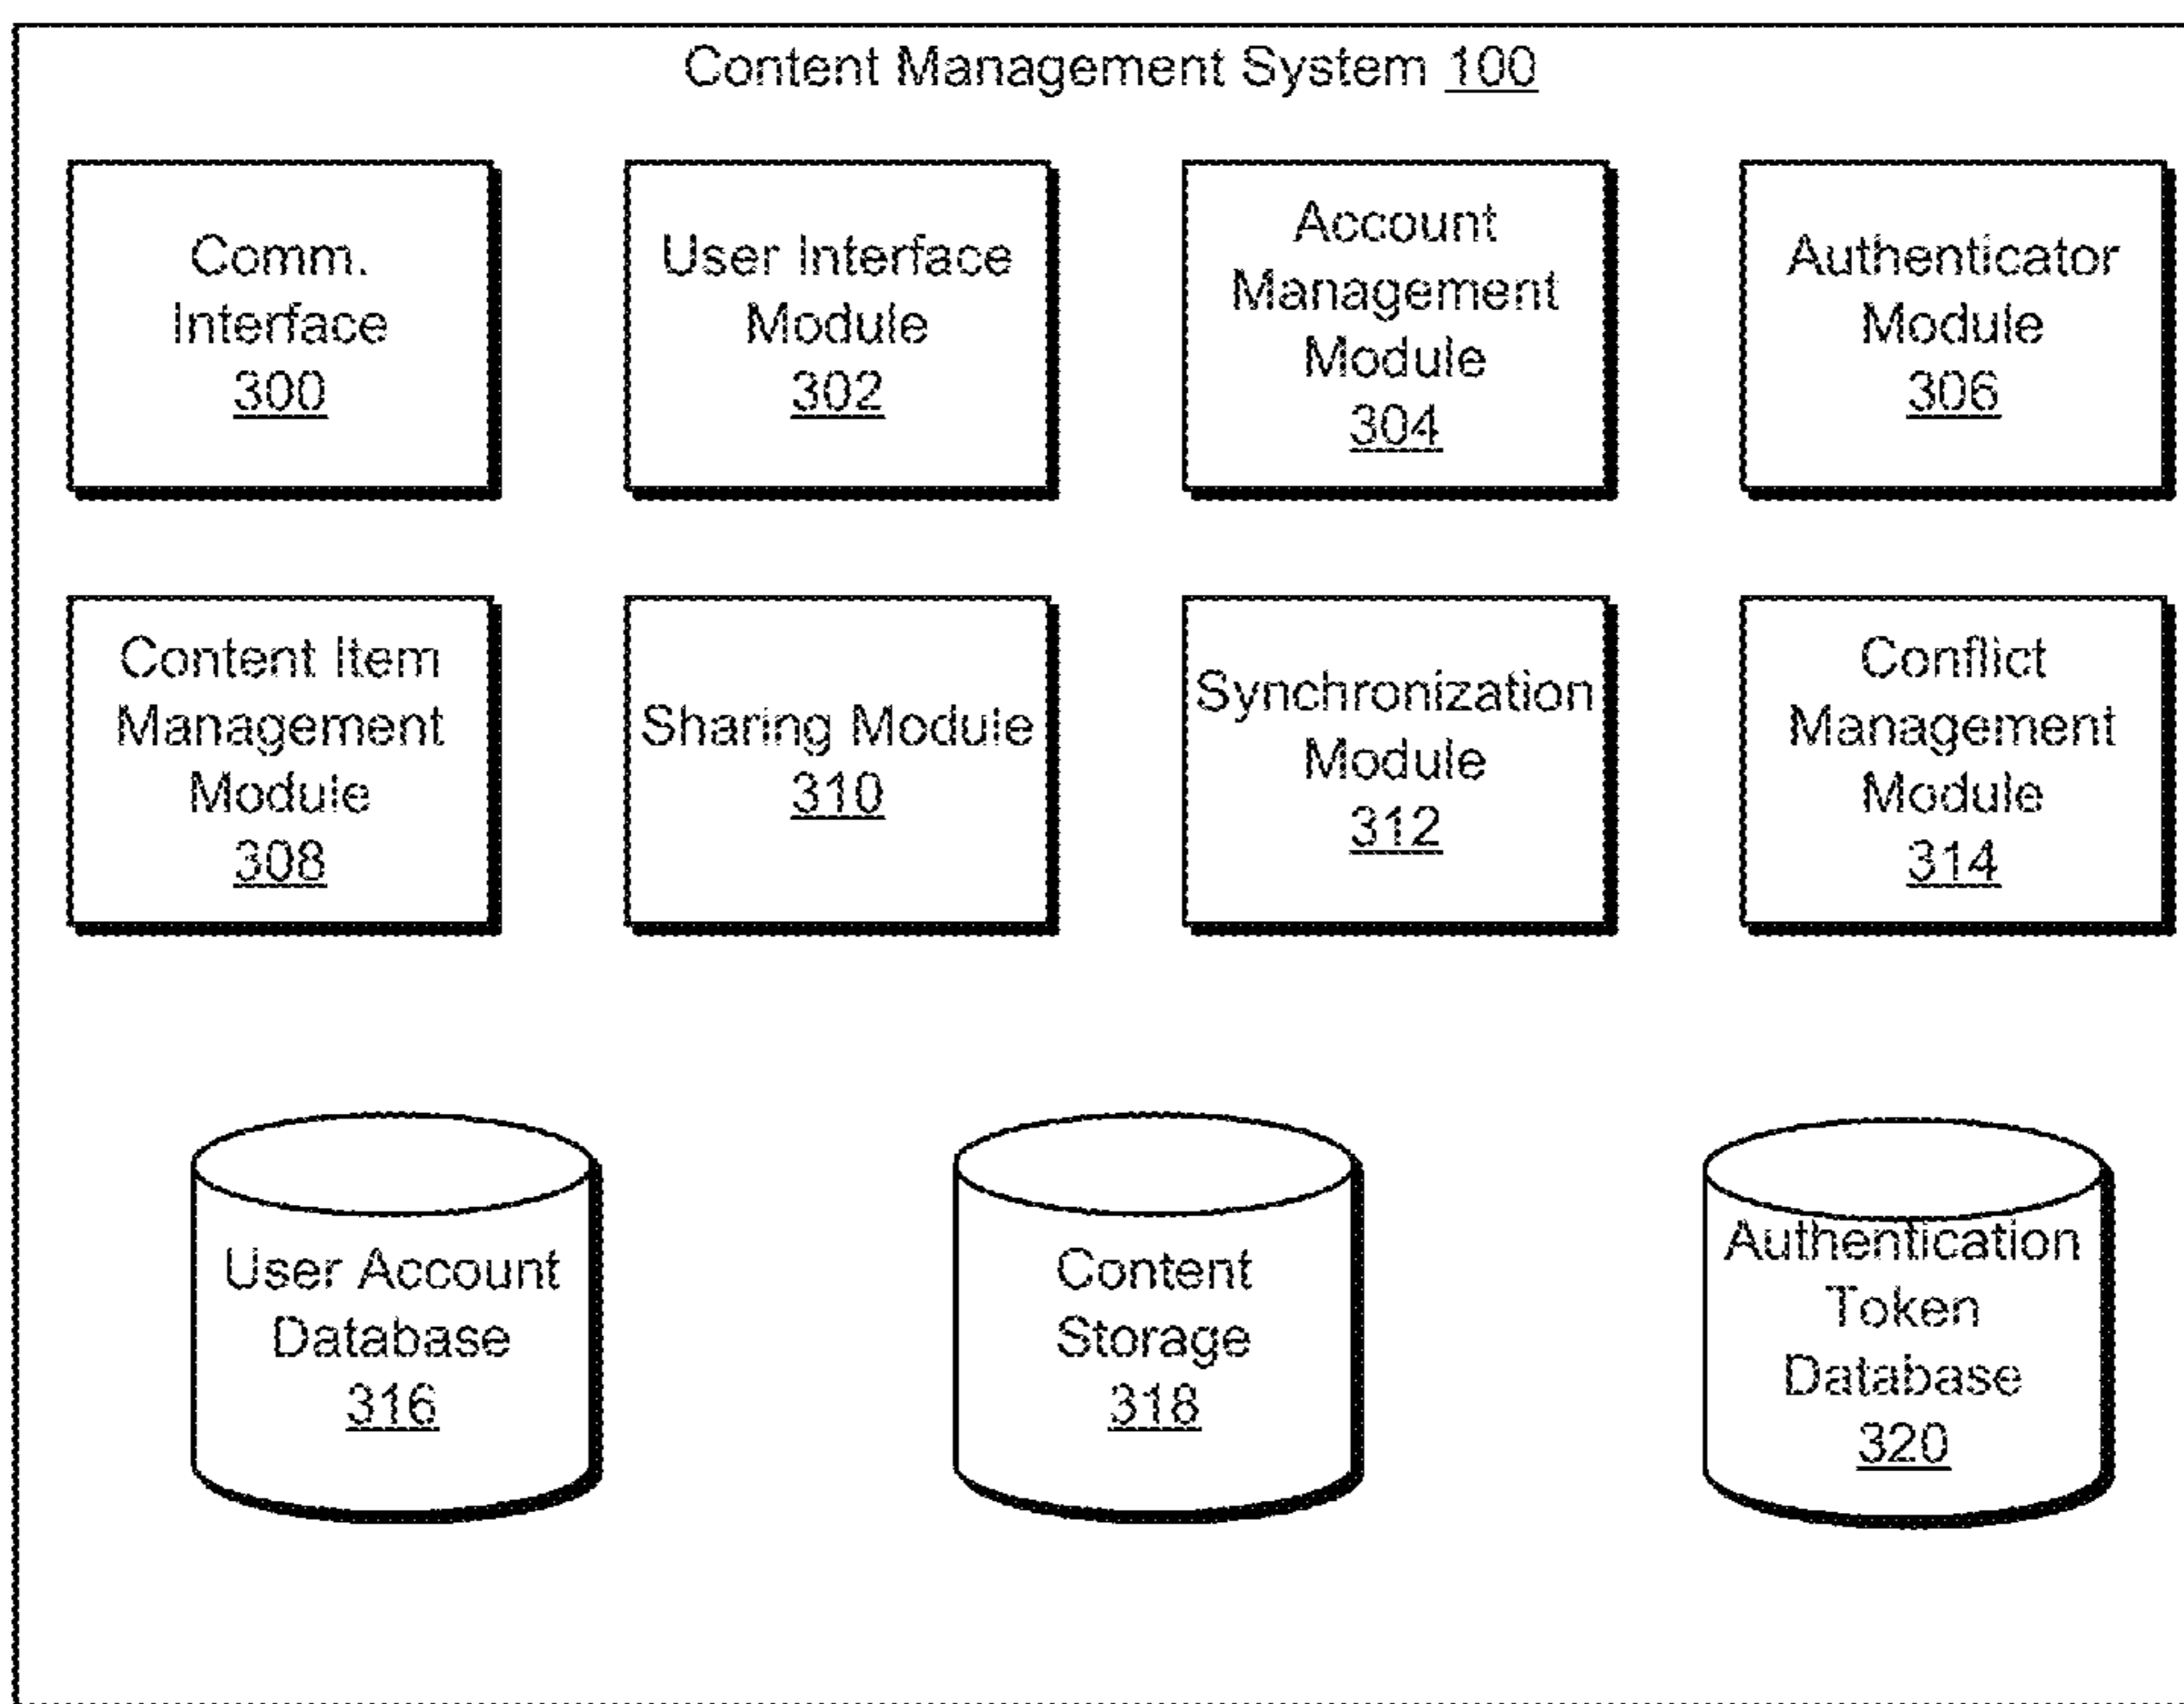 Content Management System 100
Comm.
Interface
300
User Interface
Module
302
Account
Management
Module
304
Authenticator
Module
306
Content Item
Management
Module
308
Sharing Module
310
Synchronization
Module
312
Conflict
Management
Module
314
User Account
Database
316
Content
Storage
318
Authentication
Token
Database
320